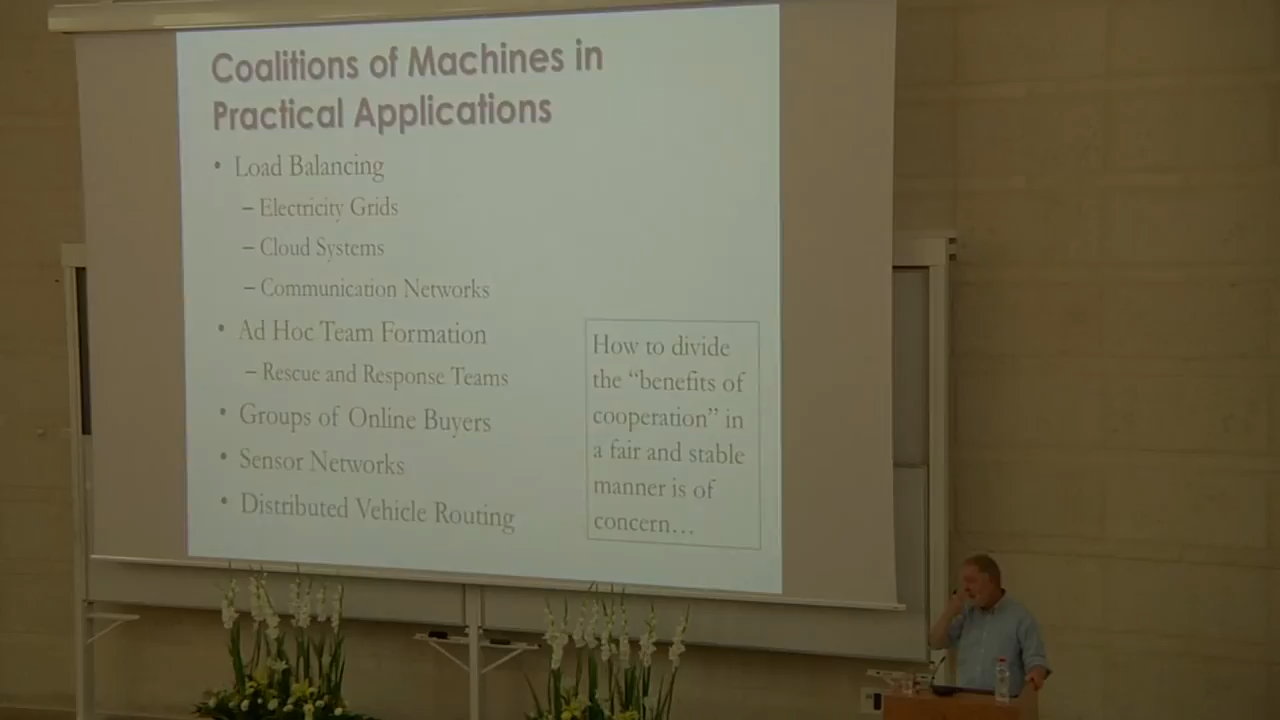 Coalitions of Machines in
Practical Applications
• Load Balancing
– Electricity Grids
– Cloud Systems
– Communication Networks
• Ad Hoc Team Formation
– Rescue and Response Teams
• Groups of Online Buyers
• Sensor Networks
• Distributed Vehicle Routing
How to divide
the “benefits of
cooperation” in
a fair and stable
manner is of
concern…